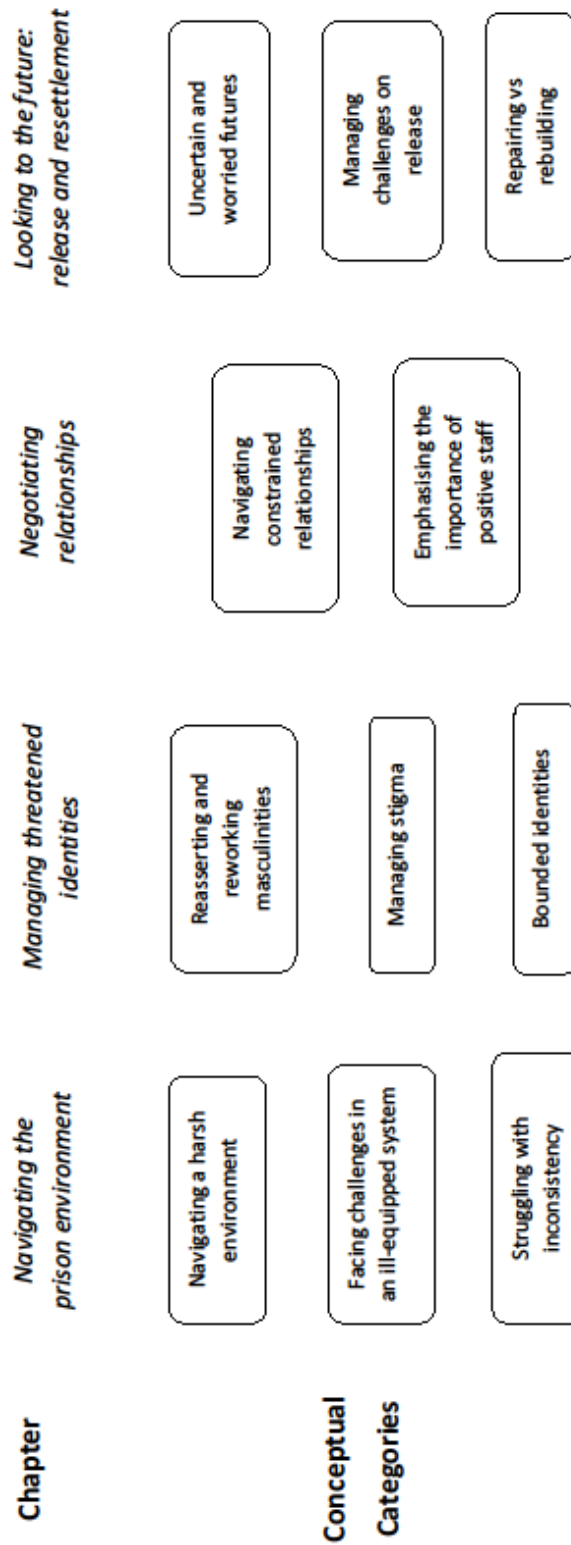 Chapter
Navigating the
prison environment
Managing threatened
identities
Negotiating
relationships
Looking to the future:
release and resettlement
Conceptual
Categories
Navigating a harsh
environment
Facing challenges in
an ill-equipped system
Struggling with
inconsistency
Reasserting and
reworking
masculinities
Managing stigma
Bounded identities
Navigating
constrained
relationships
Emphasising the
importance of
positive staff
Uncertain and
worried futures
Managing
challenges on
release
Repairing vs
rebuilding